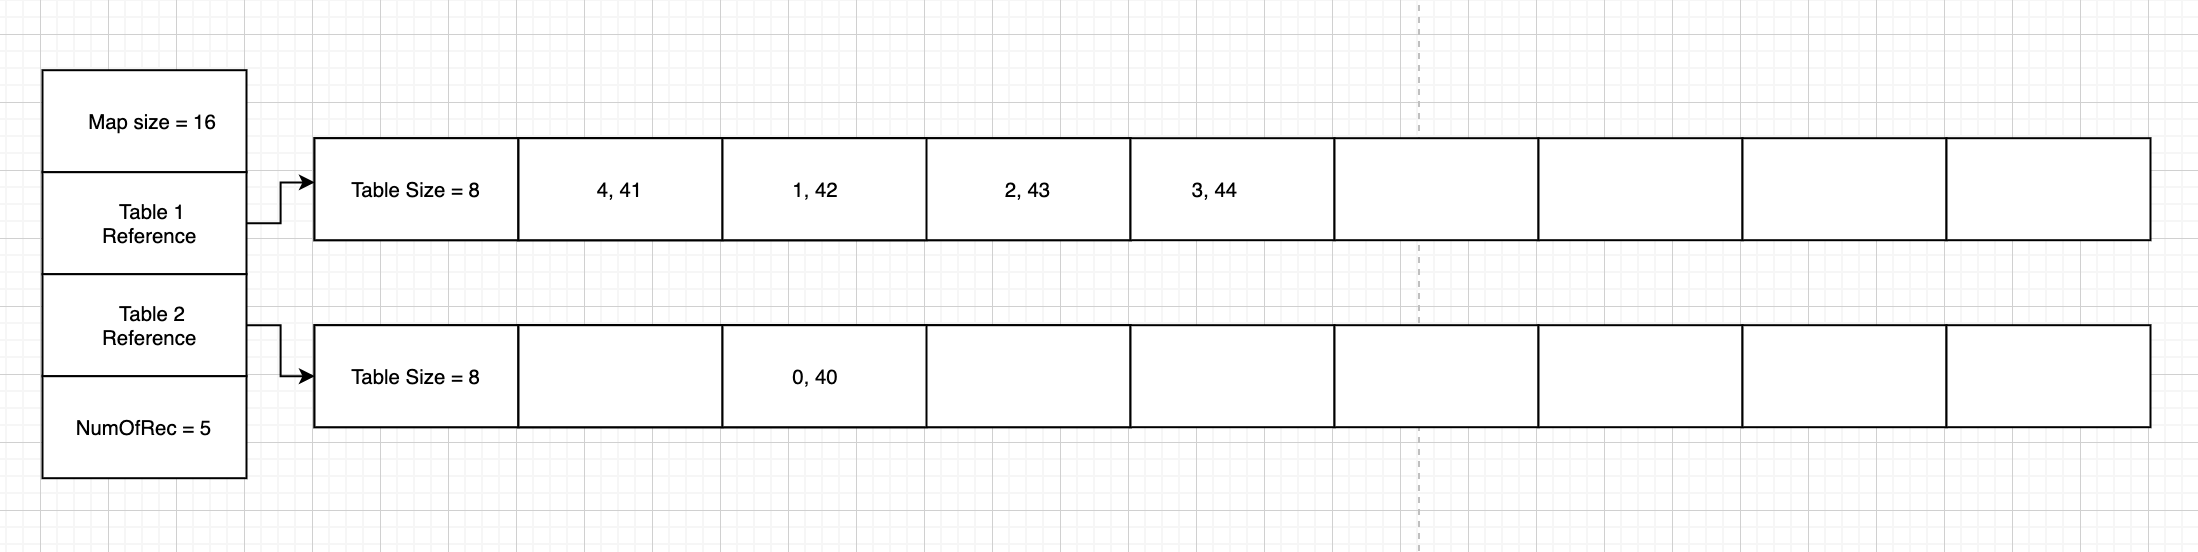 Map size = 16
Table 1
Reference
Table 2
Reference
NumOfRec = 5
Table Size = 8
4, 41
1, 42
2, 43
3, 44
Table Size = 8
0, 40